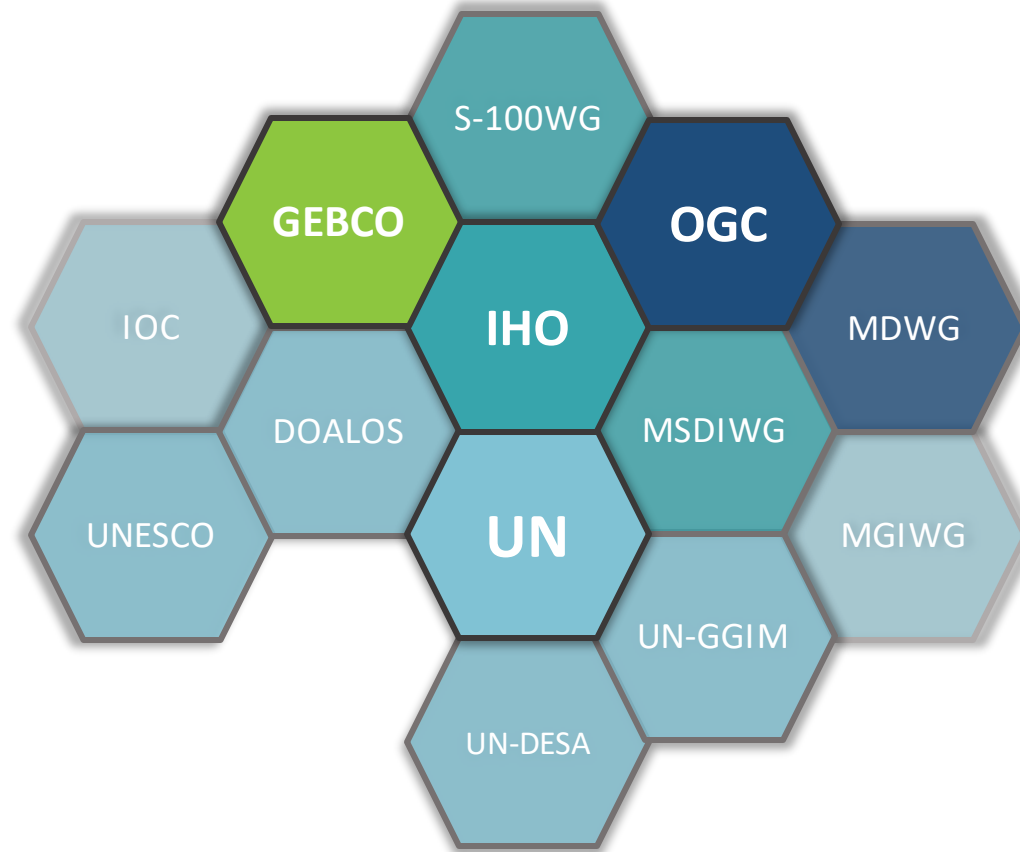 S-100WG
GEBCO
OGC
IOC
IHO
MDWG
DOALOS
MSDIWG
UNESCO
UN
MGIWG
UN-GGIM
UN-DESA